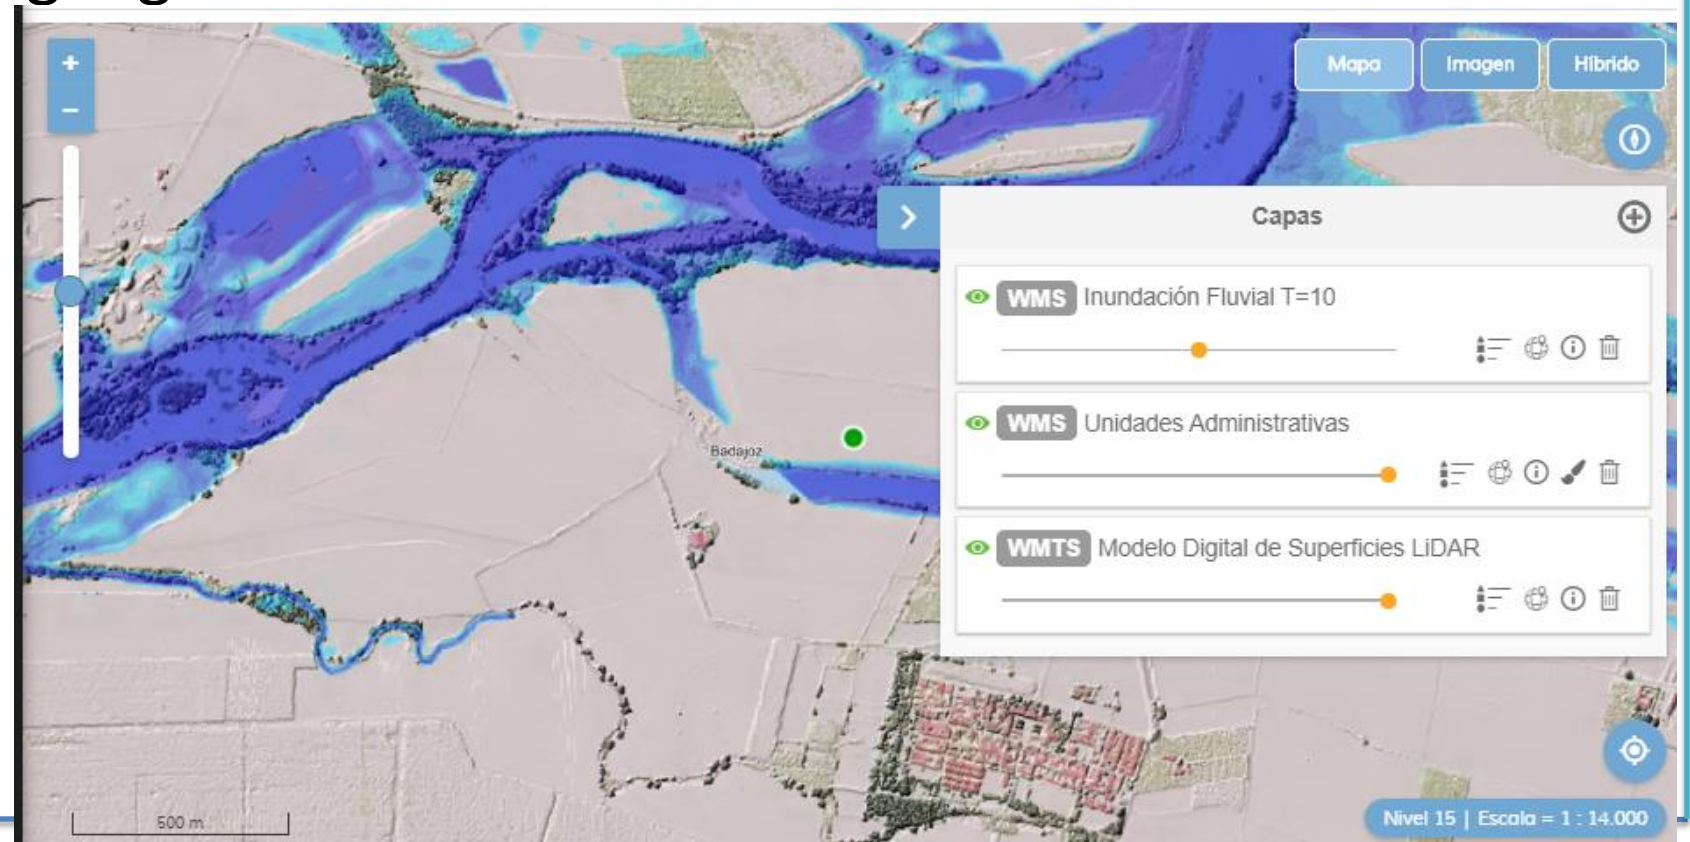 +
Mapa
Imagen
Híbrido
−
Capas
WMS Inundación Fluvial T=10
WMS Unidades Administrativas
WMTS Modelo Digital de Superficies LiDAR
Badajoz
500 m
Nivel 15 | Escala = 1 : 14.000